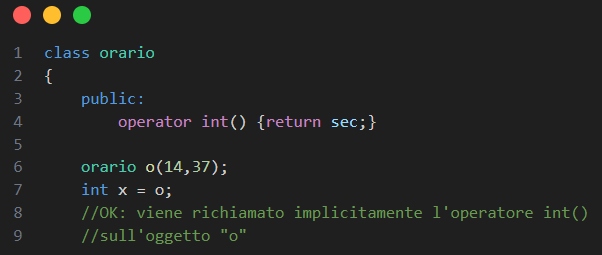 1 class orario
2 {
3     public:
4         operator int() {return sec;}
5
6     orario o(14,37);
7     int x = o;
8     //OK: viene richiamato implicitamente l'operatore int()
9     //sull'oggetto "o"